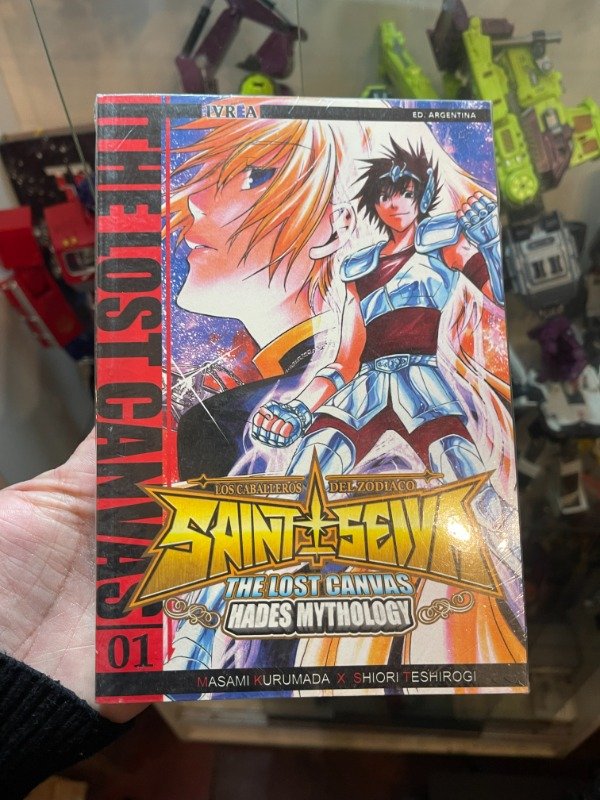 IVREA
ED. ARGENTINA
THE LOST CANVAS
01
LOS CABALLEROS DEL ZODIACO
SAINT SEIYA
THE LOST CANVAS
HADES MYTHOLOGY
MASAMI KURUMADA X SHIORI TESHIROGI